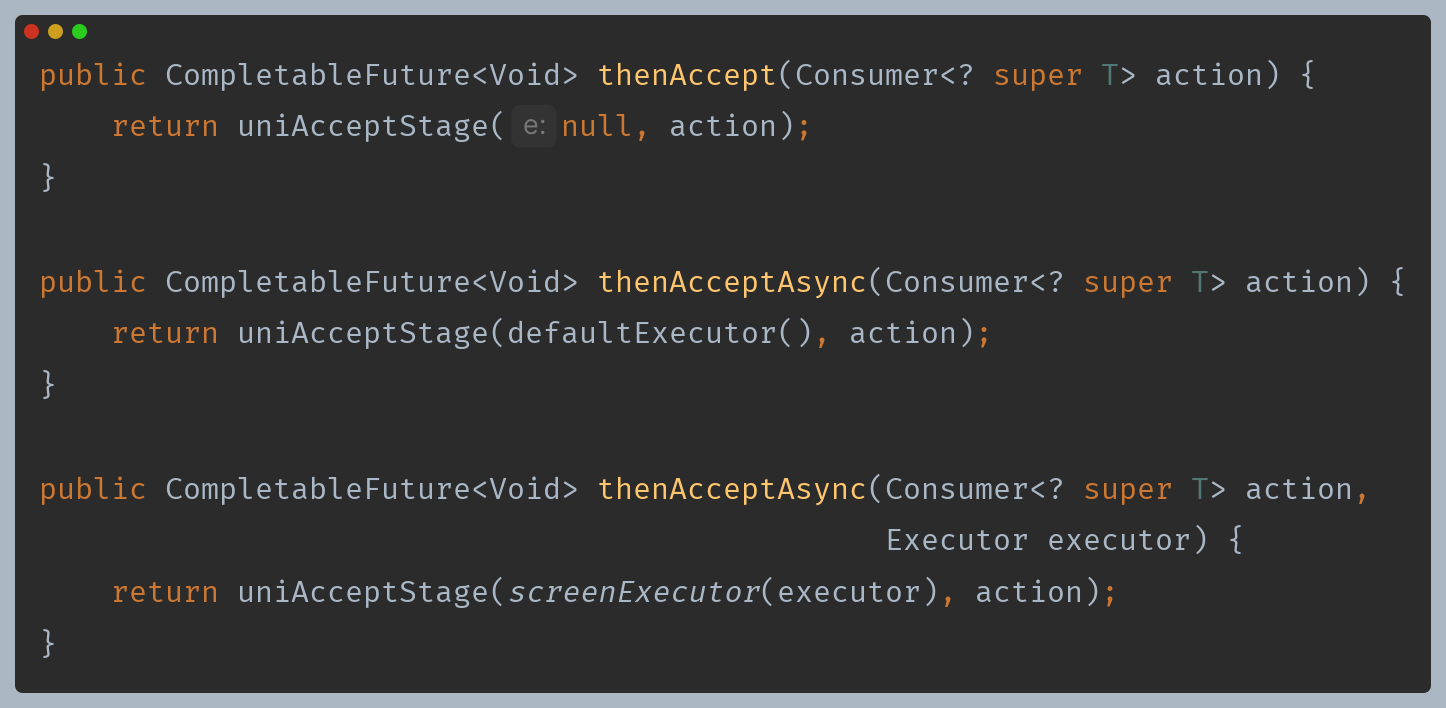 public CompletableFuture<Void> thenAccept(Consumer<? super T> action) {
    return uniAcceptStage( e: null, action);
}

public CompletableFuture<Void> thenAcceptAsync(Consumer<? super T> action) {
    return uniAcceptStage(defaultExecutor(), action);
}

public CompletableFuture<Void> thenAcceptAsync(Consumer<? super T> action,
                                               Executor executor) {
    return uniAcceptStage(screenExecutor(executor), action);
}